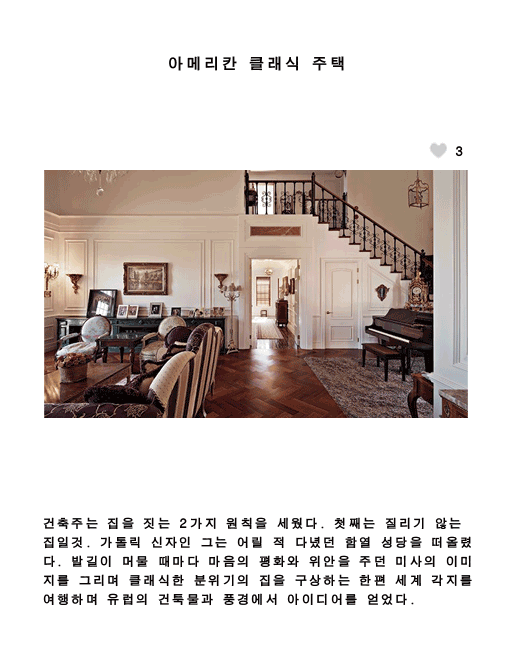 아메리칸 클래식 주택
3
건축주는 집을 짓는 2가지 원칙을 세웠다. 첫째는 질리기 않는
집일것. 가톨릭 신자인 그는 어릴 적 다녔던 함열 성당을 떠올렸
다. 발길이 머물 때마다 마음의 평화와 위안을 주던 미사의 이미
지를 그리며 클래식한 분위기의 집을 구상하는 한편 세계 각지를
여행하며 유럽의 건툭물과 풍경에서 아이디어를 얻었다.